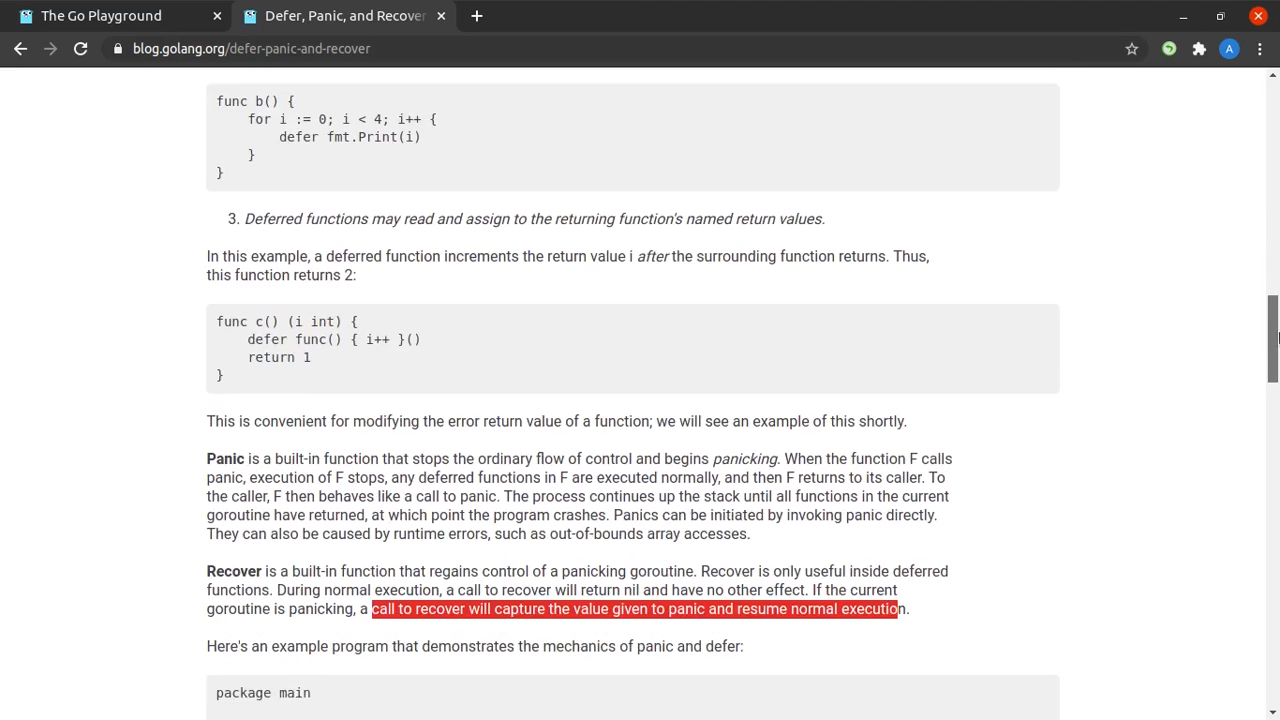 The Go Playground
Defer, Panic, and Recover
blog.golang.org/defer-panic-and-recover
A
func b() {
    for i := 0; i < 4; i++ {
        defer fmt.Print(i)
    }
}
3. Deferred functions may read and assign to the returning function's named return values.
In this example, a deferred function increments the return value i after the surrounding function returns. Thus,
this function returns 2:
func c() (i int) {
    defer func() { i++ }()
    return 1
}
This is convenient for modifying the error return value of a function; we will see an example of this shortly.
Panic is a built-in function that stops the ordinary flow of control and begins panicking. When the function F calls
panic, execution of F stops, any deferred functions in F are executed normally, and then F returns to its caller. To
the caller, F then behaves like a call to panic. The process continues up the stack until all functions in the current
goroutine have returned, at which point the program crashes. Panics can be initiated by invoking panic directly.
They can also be caused by runtime errors, such as out-of-bounds array accesses.
Recover is a built-in function that regains control of a panicking goroutine. Recover is only useful inside deferred
functions. During normal execution, a call to recover will return nil and have no other effect. If the current
goroutine is panicking, a call to recover will capture the value given to panic and resume normal execution.
Here's an example program that demonstrates the mechanics of panic and defer:
package main